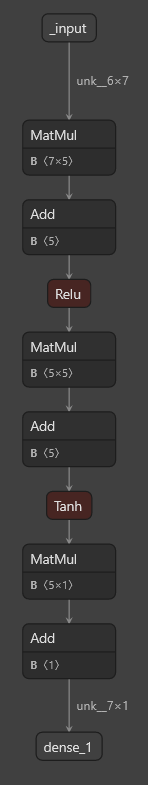 _input
unk__6×7
MatMul
B ⟨7×5⟩
Add
B ⟨5⟩
Relu
MatMul
B ⟨5×5⟩
Add
B ⟨5⟩
Tanh
MatMul
B ⟨5×1⟩
Add
B ⟨1⟩
unk__7×1
dense_1